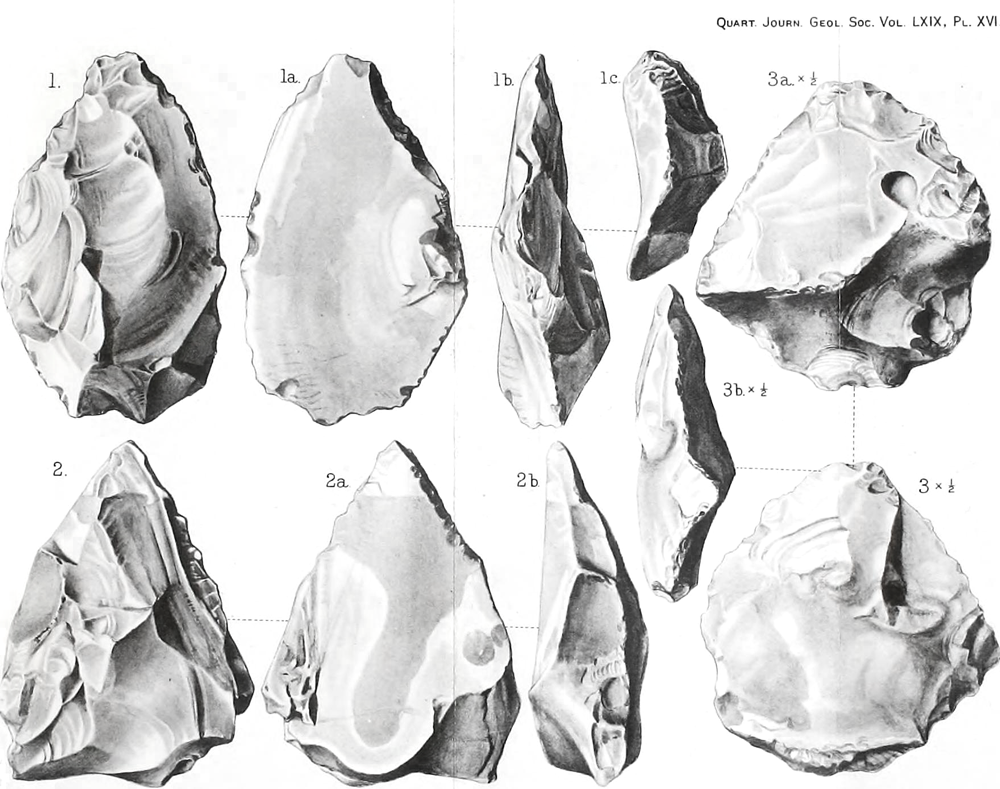 QUART. JOURN. GEOL. SOC. VOL. LXIX, PL. XVI
1.
1a.
1b.
1c.
3a. × ½
3b. × ½
2.
2a
2b.
3 × ½